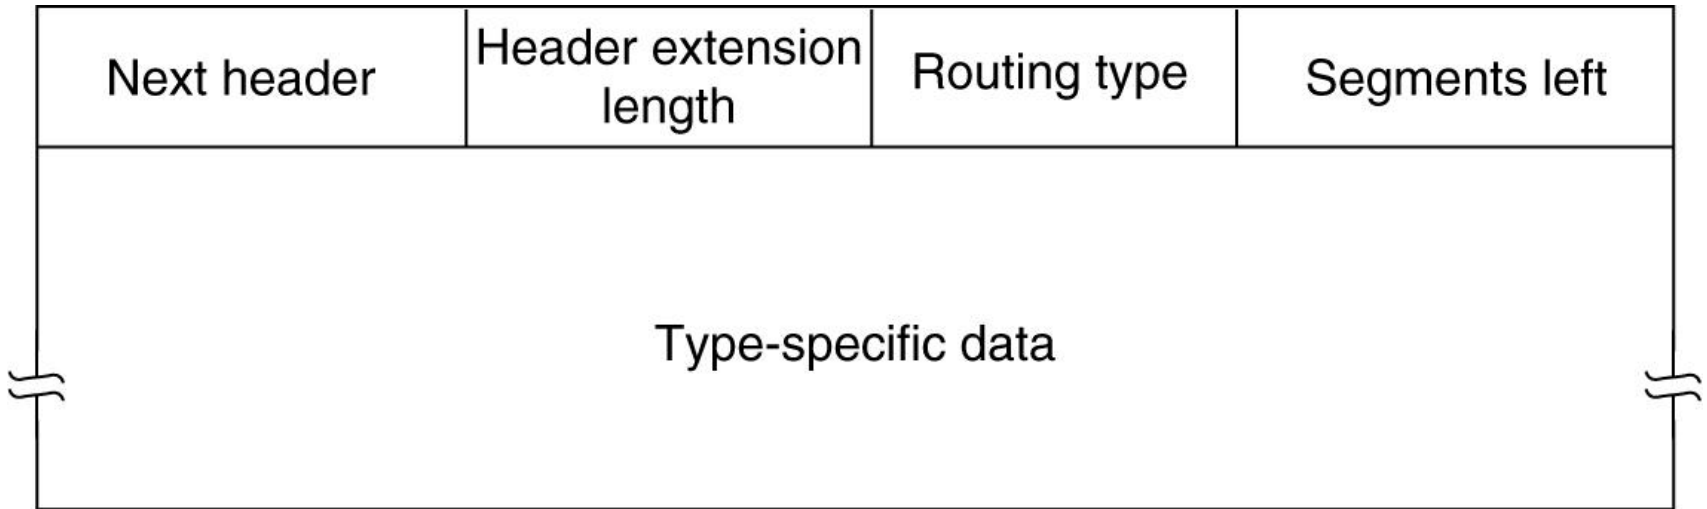 Next header
Header extension
length
Routing type
Segments left
Type-specific data